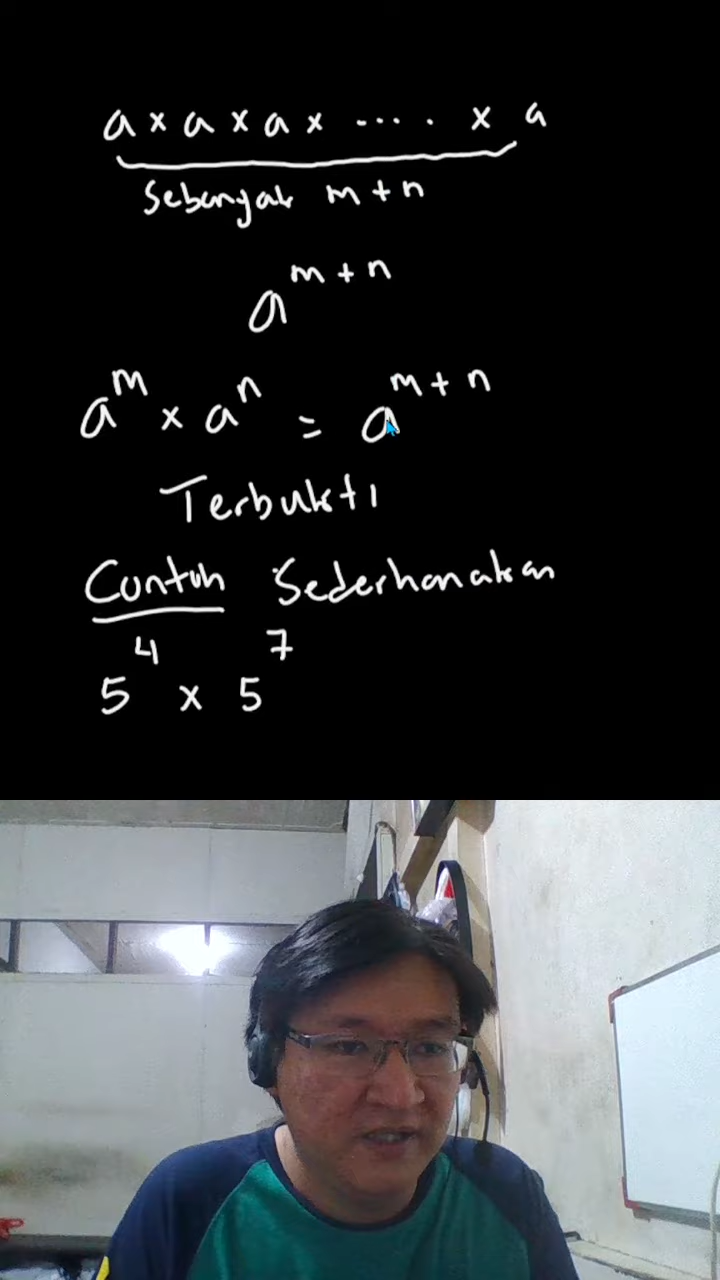 a × a × a × ..... × a
Sebanyak m + n
a^{m + n}
a^m × a^n = a^{m + n}
Terbukti
Contoh Sederhanakan
5^4 × 5^7